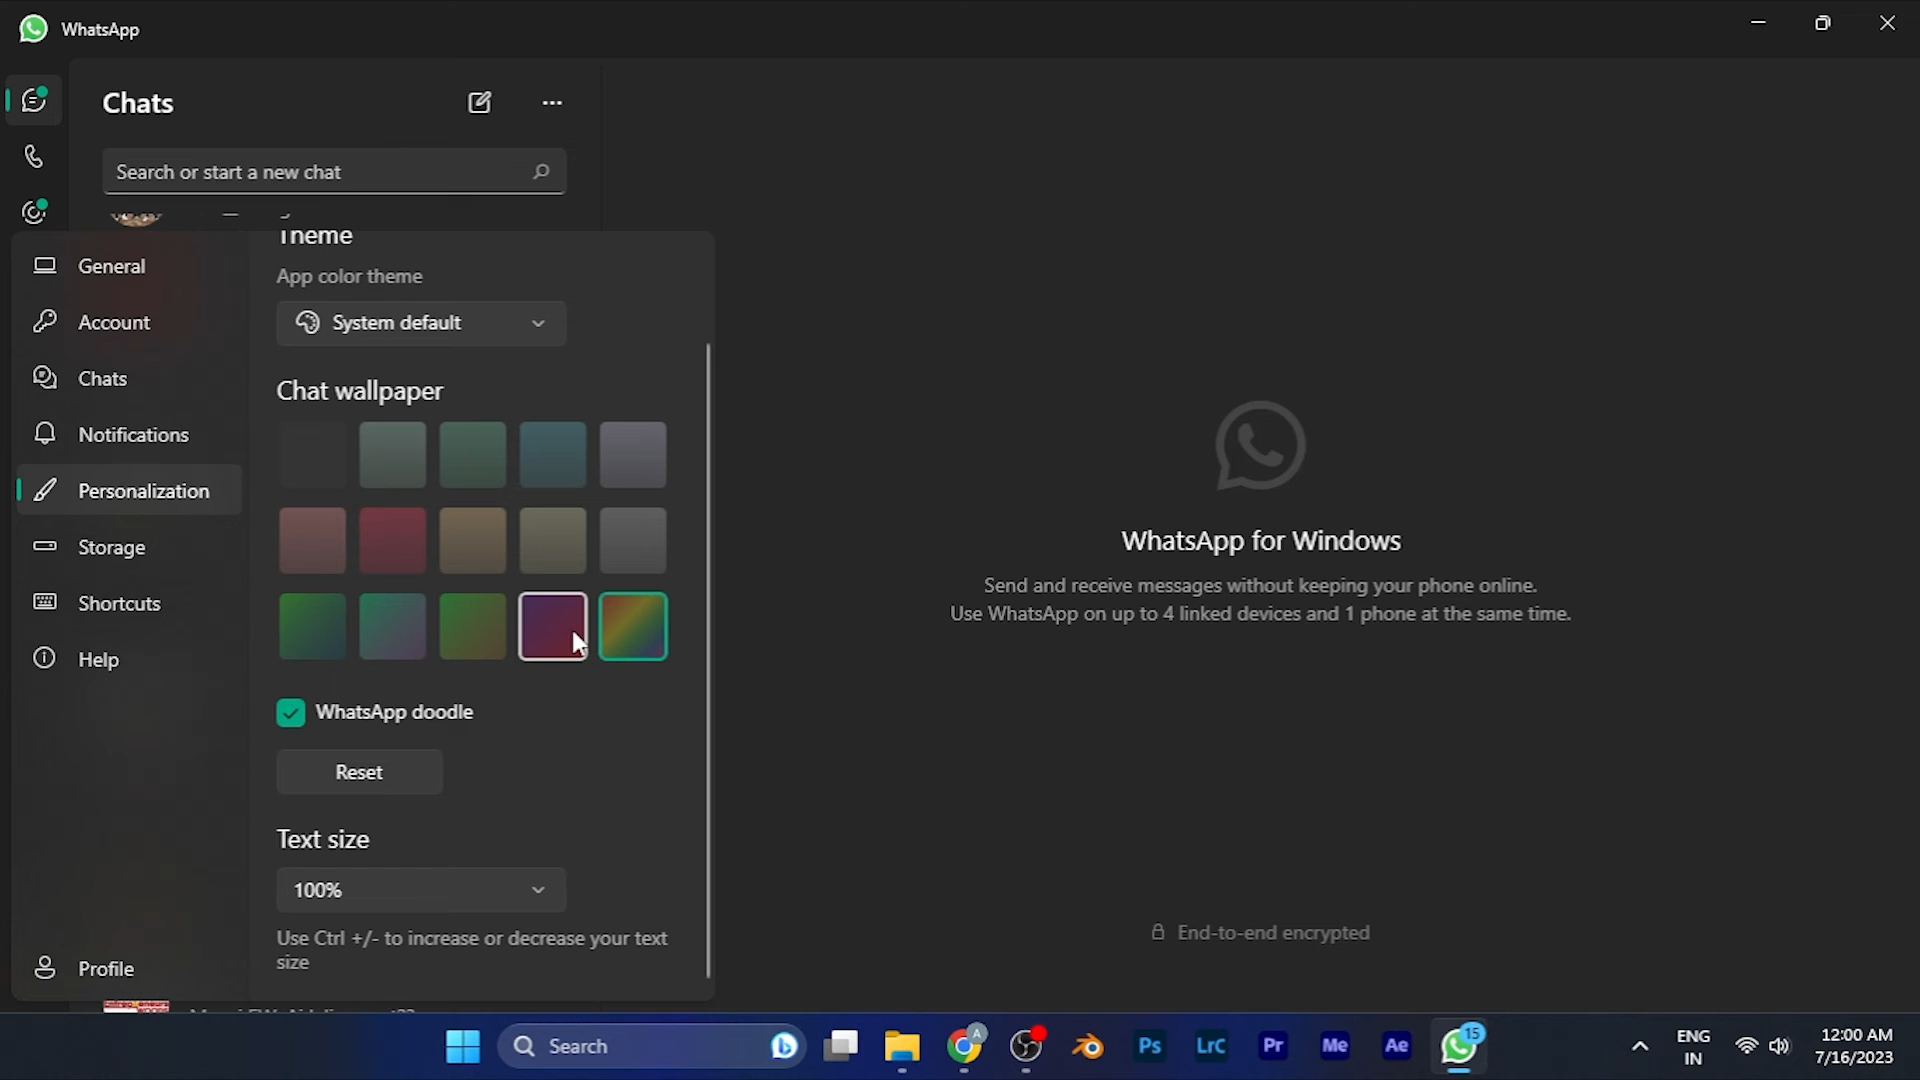 WhatsApp
Chats
Search or start a new chat
Theme
App color theme
System default
Chat wallpaper
General
Account
Chats
Notifications
Personalization
Storage
Shortcuts
Help
Profile
WhatsApp doodle
Reset
Text size
100%
Use Ctrl +/- to increase or decrease your text
size
WhatsApp for Windows
Send and receive messages without keeping your phone online.
Use WhatsApp on up to 4 linked devices and 1 phone at the same time.
End-to-end encrypted
Search
A
Ps
LrC
Pr
Me
Ae
15
ENG
IN
12:00 AM
7/16/2023